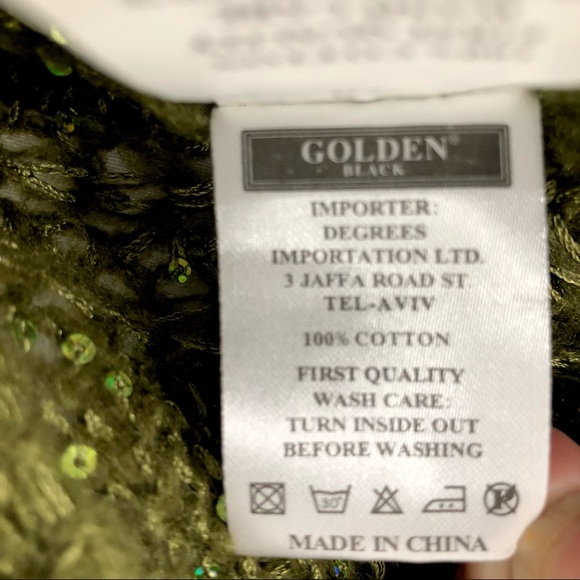 GOLDEN®
BLACK
IMPORTER:
DEGREES
IMPORTATION LTD.
3 JAFFA ROAD ST.
TEL-AVIV
100% COTTON
FIRST QUALITY
WASH CARE:
TURN INSIDE OUT
BEFORE WASHING
30°
P
MADE IN CHINA